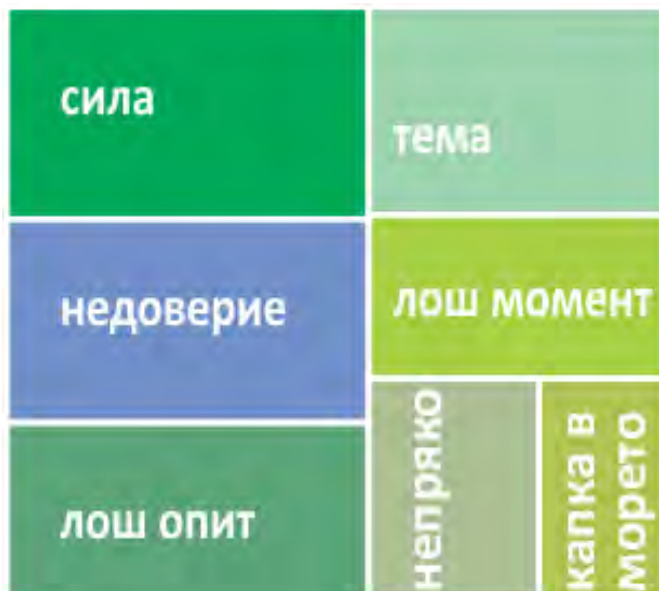 сила
тема
недоверие
лош момент
лош опит
непряко
капка в
морето